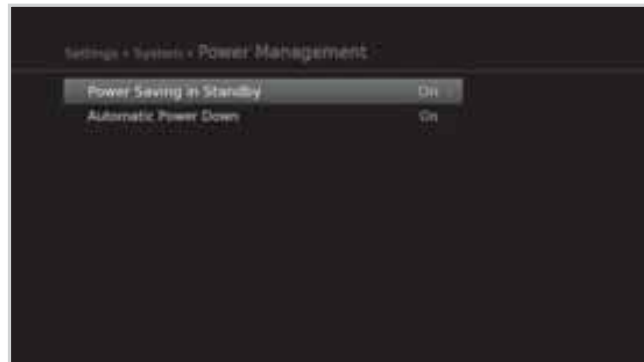 Settings • System • Power Management
Power Saving in Standby On
Automatic Power Down On